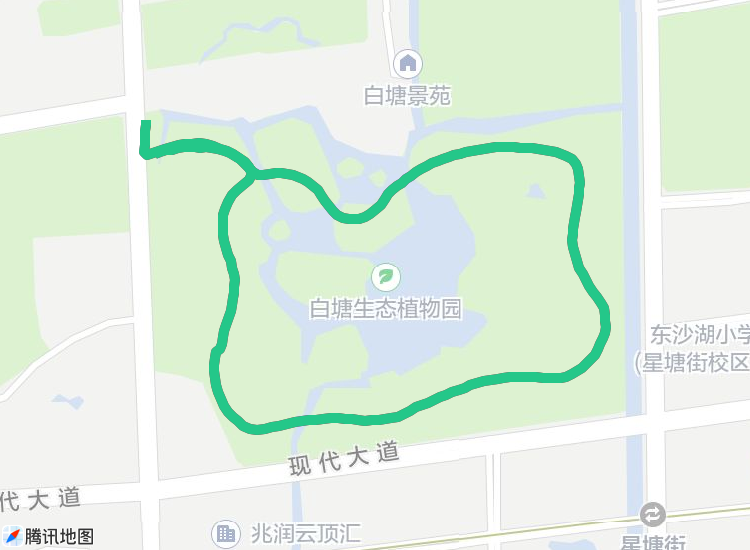 白塘景苑
白塘生态植物园
东沙湖小学
(星塘街校区
现代大道
代大道
兆润云顶汇
星塘街
腾讯地图